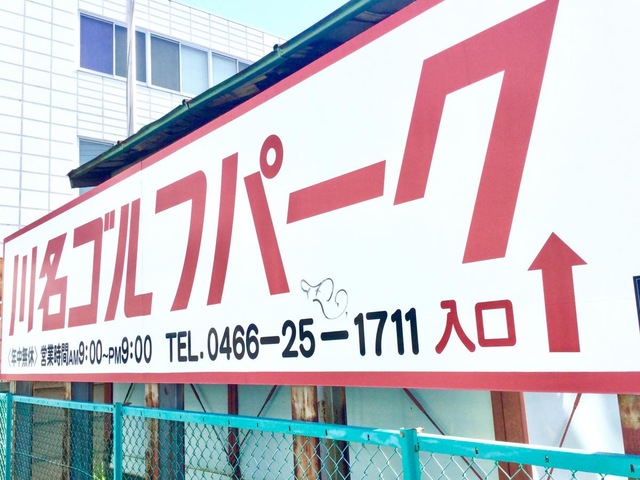 川名ゴルフパーク
〈年中無休〉営業時間AM9:00~PM9:00 TEL.0466-25-1711 入口